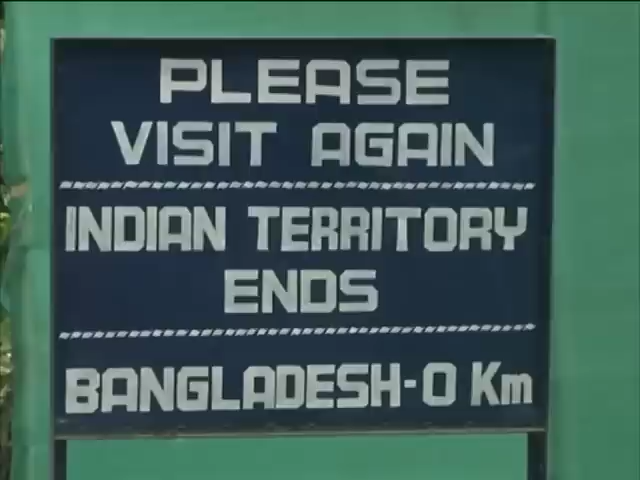 PLEASE
VISIT AGAIN
INDIAN TERRITORY
ENDS
BANGLADESH-0 Km